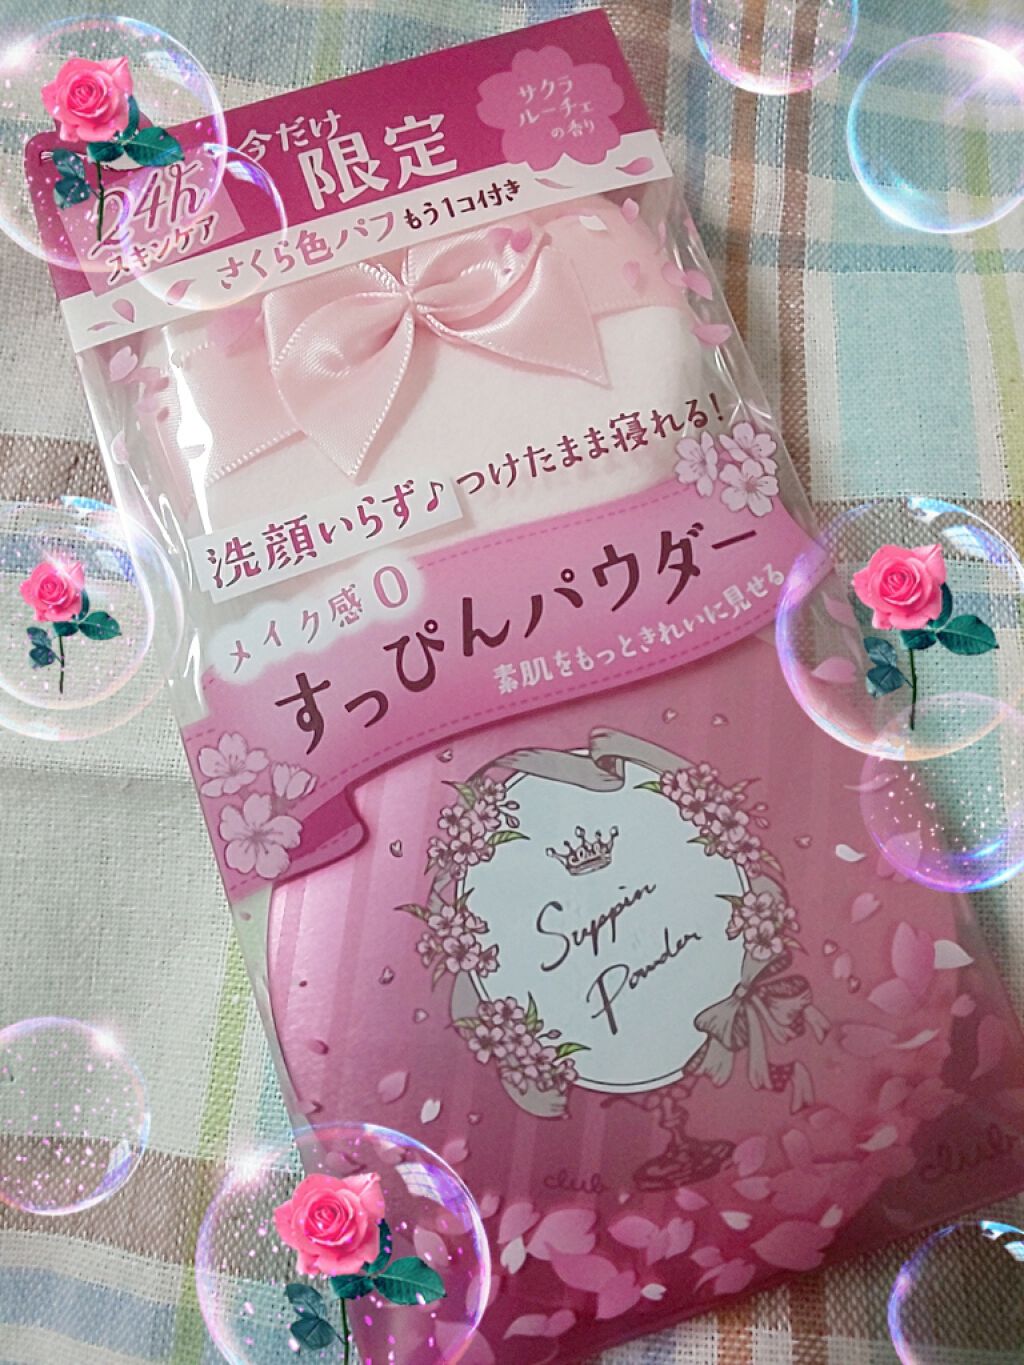 今だけ
限定
サクラ
ルーチェ
の香り
24h
スキンケア
さくら色パフもう1コ付き
洗顔いらず♪つけたまま寝れる!
メイク感0
すっぴんパウダー
素肌をもっときれいに見せる
club
Suppin
Powder
club
club